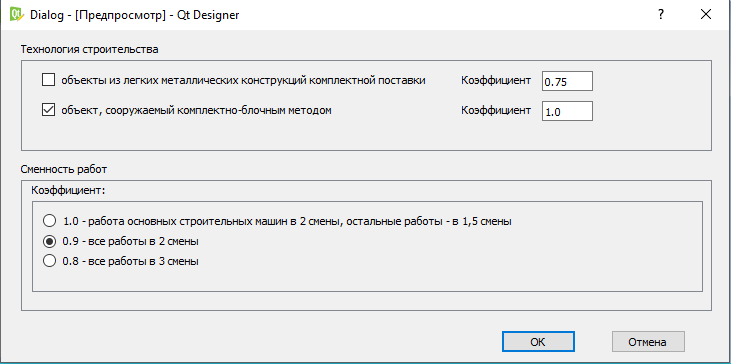 Qt Dialog - [Предпросмотр] - Qt Designer ?
Технология строительства
объекты из легких металлических конструкций комплектной поставки Коэффициент 0.75
объект, сооружаемый комплектно-блочным методом Коэффициент 1.0
Сменность работ
Коэффициент:
1.0 - работа основных строительных машин в 2 смены, остальные работы - в 1,5 смены
0.9 - все работы в 2 смены
0.8 - все работы в 3 смены
OK Отмена